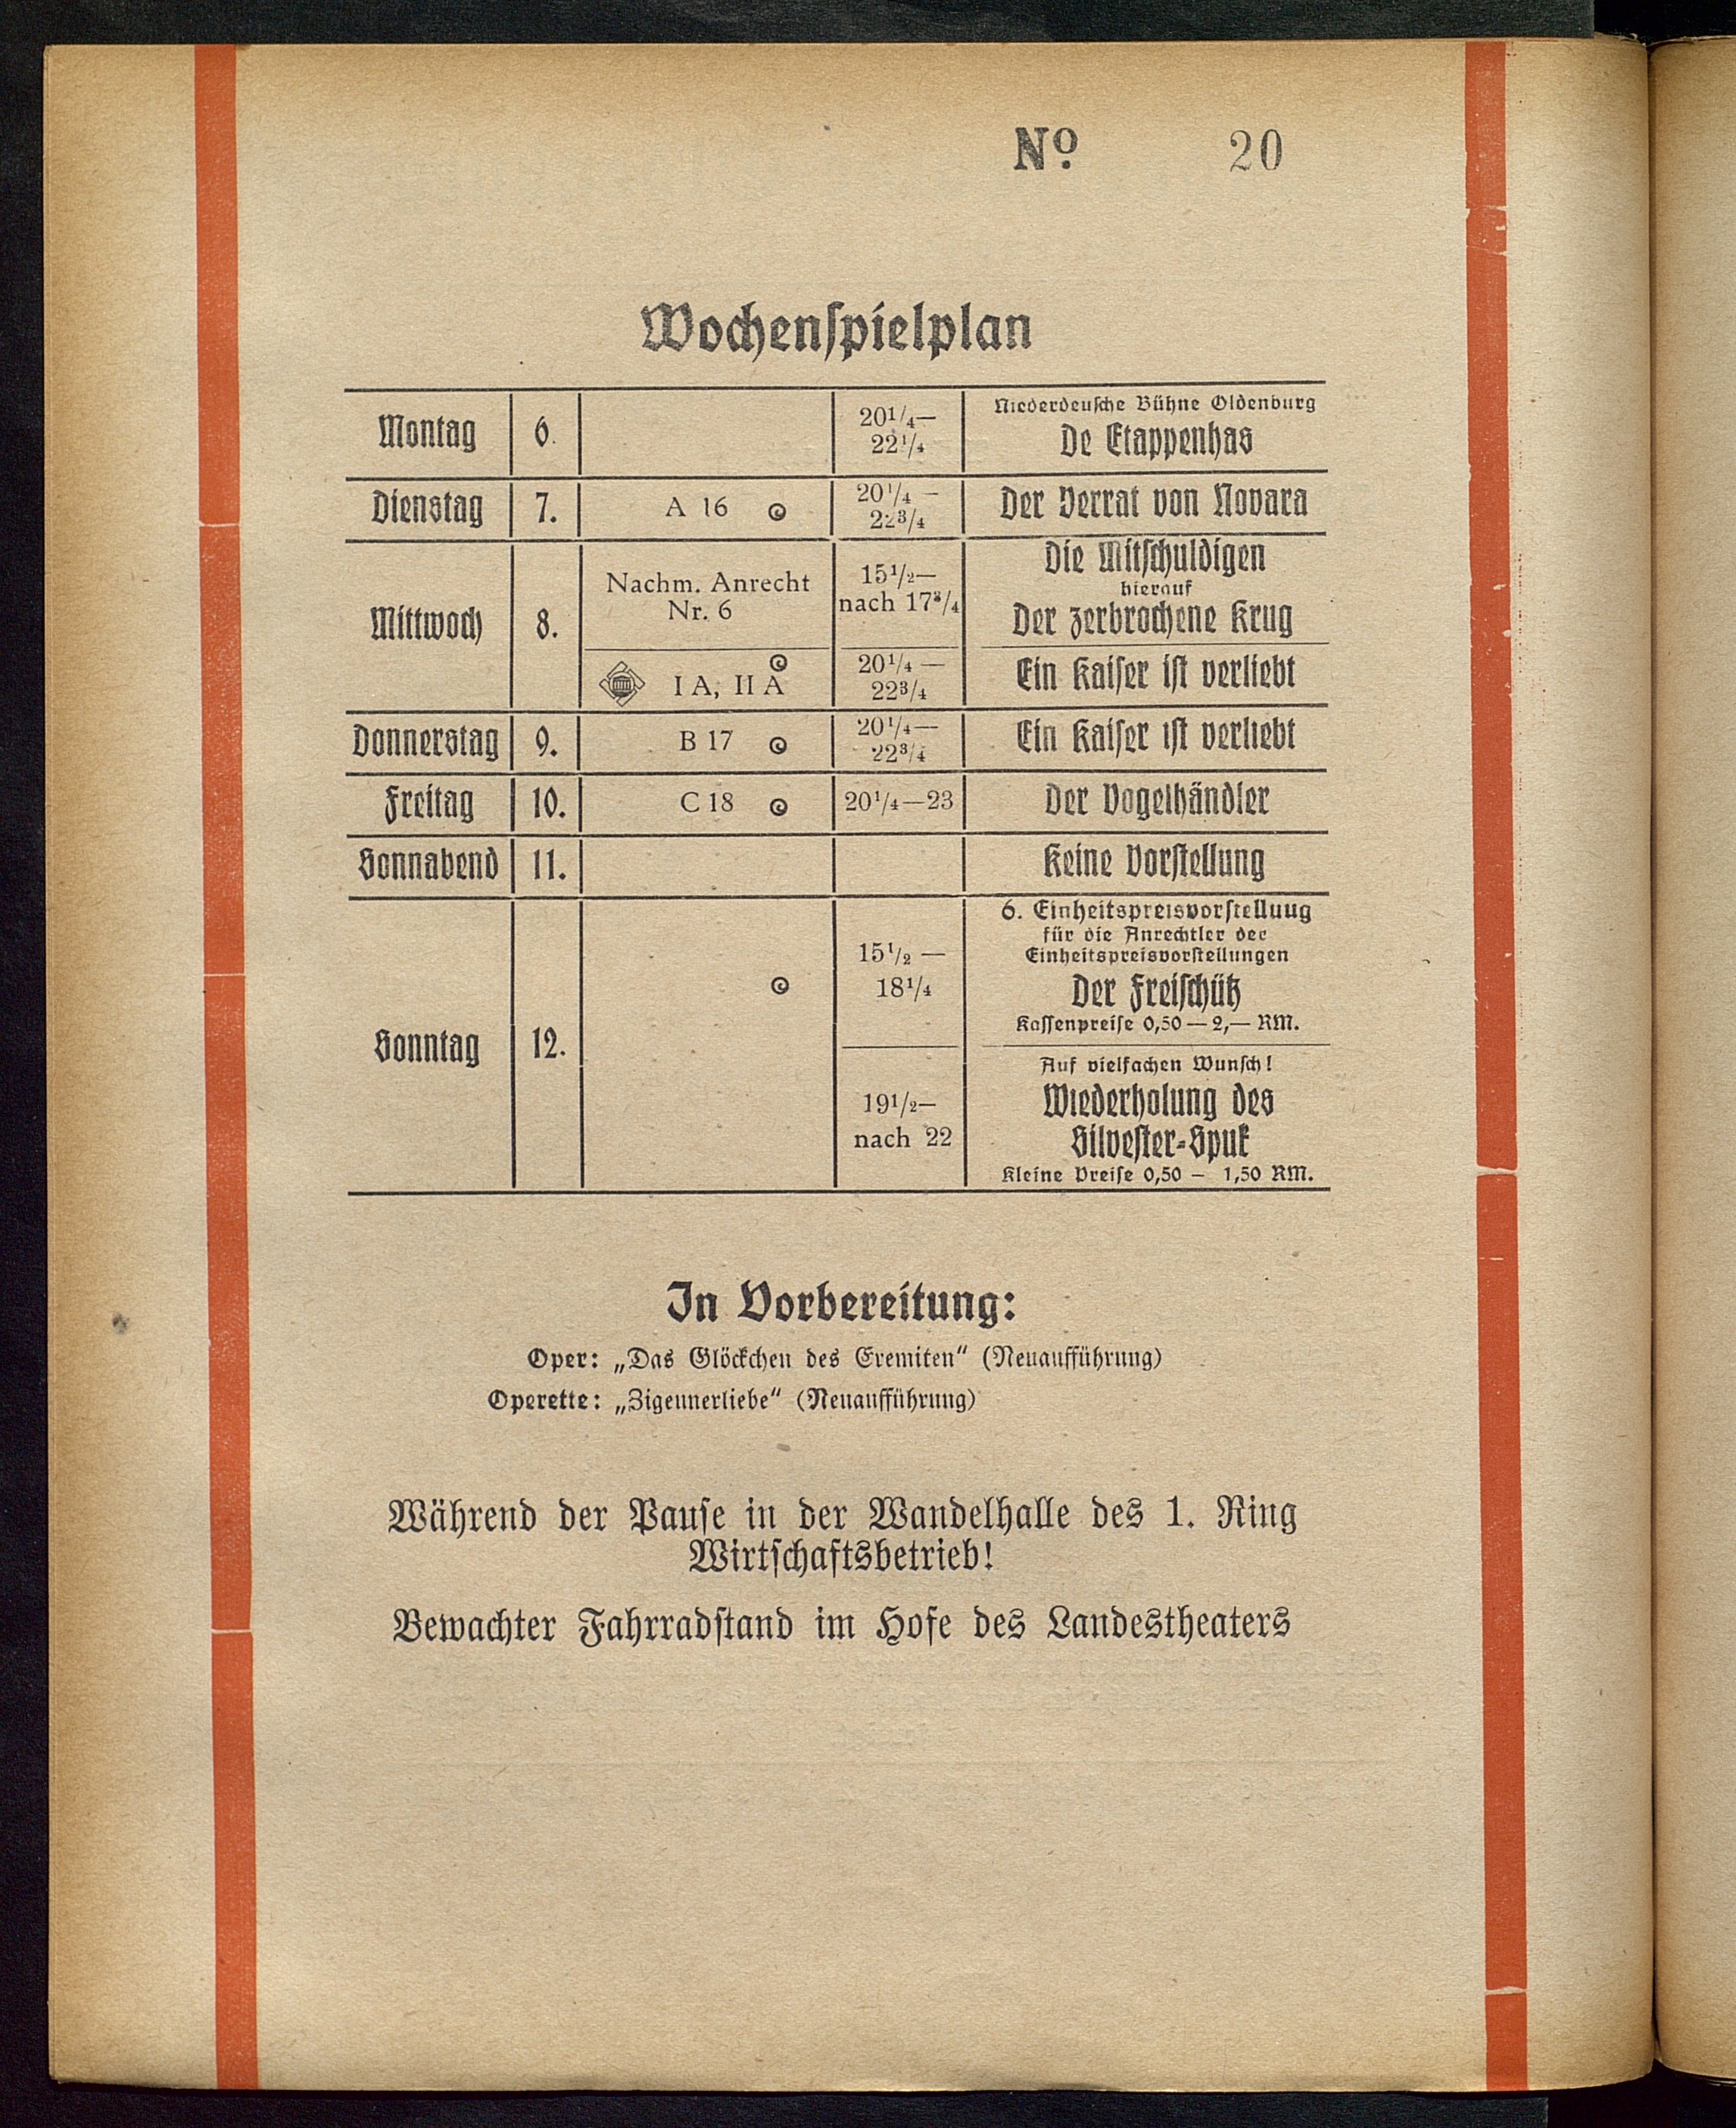 Nº 20
Wochenspielplan
Montag 6. 20¼— 22¼ Niederdeutsche Bühne Oldenburg
De Etappenhas
Dienstag 7. A 16 20¼ — 22¾ Der Verrat von Novara
Mittwoch 8. Nachm. Anrecht Nr. 6 15½— nach 17¾ Die Mitschuldigen
hierauf
Der zerbrochene Krug
I A, II A 20¼ — 22¾ Ein Kaiser ist verliebt
Donnerstag 9. B 17 20¼— 22¾ Ein Kaiser ist verliebt
Freitag 10. C 18 20¼—23 Der Vogelhändler
Sonnabend 11. Keine Vorstellung
Sonntag 12. 15½ — 18¼ 6. Einheitspreisvorstelluug
für die Anrechtler der
Einheitspreisvorstellungen
Der Freischütz
Kassenpreise 0,50 — 2,— RM.
19½— nach 22 Auf vielfachen Wunsch!
Wiederholung des
Silvester-Spuk
Kleine Preise 0,50 — 1,50 RM.
In Vorbereitung:
Oper: „Das Glöckchen des Eremiten“ (Neuaufführung)
Operette: „Zigeunerliebe“ (Neuaufführung)
Während der Pause in der Wandelhalle des 1. Ring
Wirtschaftsbetrieb!
Bewachter Fahrradstand im Hofe des Landestheaters